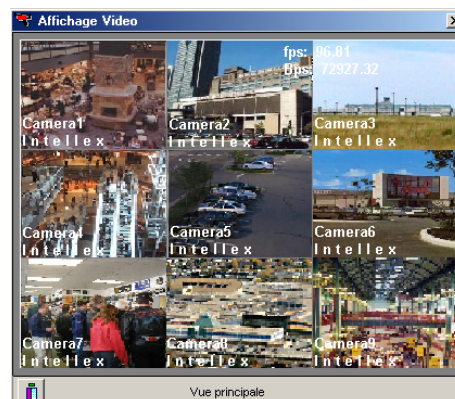 Affichage Video
fps: 96.81
Bps: 72927.32
Camera1
Intellex
Camera2
Intellex
Camera3
Intellex
Camera4
Intellex
Camera5
Intellex
Camera6
Intellex
Camera7
Intellex
Camera8
Intellex
Camera9
Intellex
Vue principale